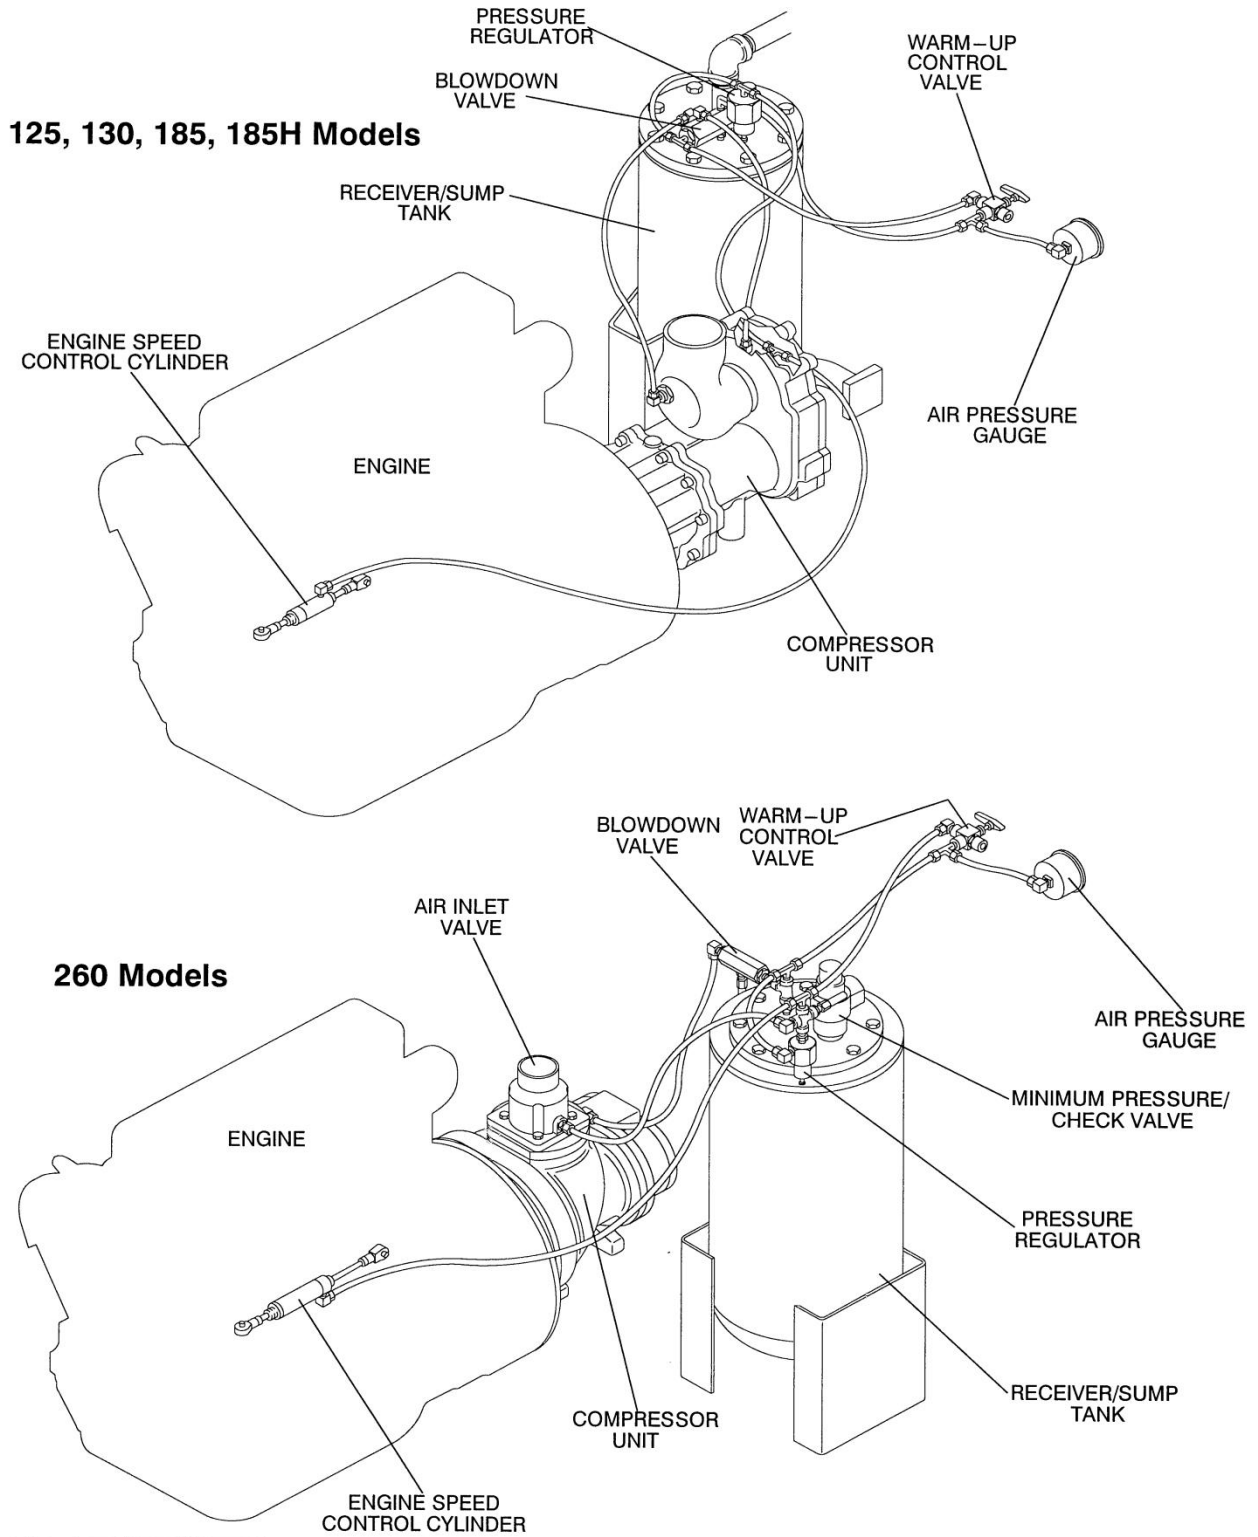 PRESSURE
REGULATOR
WARM–UP
CONTROL
VALVE
BLOWDOWN
VALVE
125, 130, 185, 185H Models
RECEIVER/SUMP
TANK
ENGINE SPEED
CONTROL CYLINDER
AIR PRESSURE
GAUGE
ENGINE
COMPRESSOR
UNIT
BLOWDOWN
VALVE
WARM–UP
CONTROL
VALVE
AIR INLET
VALVE
260 Models
AIR PRESSURE
GAUGE
MINIMUM PRESSURE/
CHECK VALVE
ENGINE
PRESSURE
REGULATOR
RECEIVER/SUMP
TANK
COMPRESSOR
UNIT
ENGINE SPEED
CONTROL CYLINDER